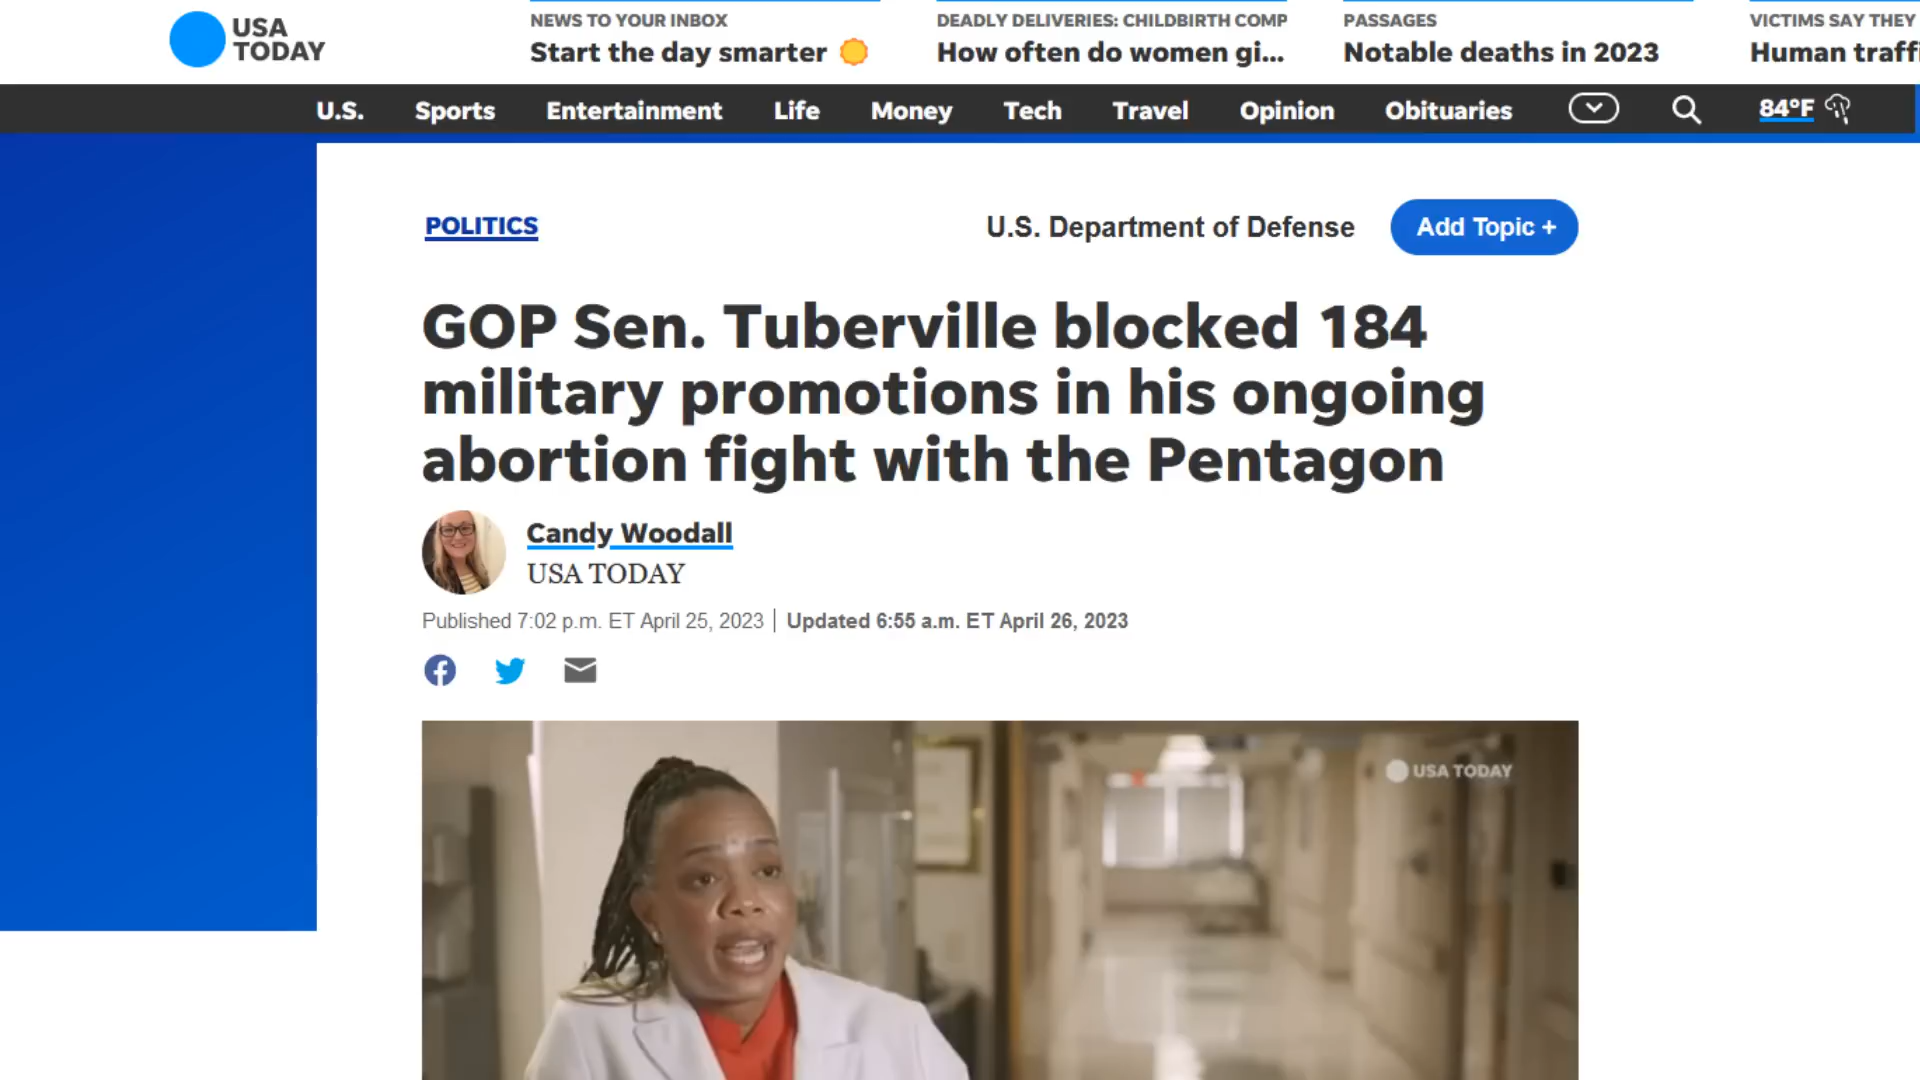 USA
TODAY
NEWS TO YOUR INBOX
Start the day smarter
DEADLY DELIVERIES: CHILDBIRTH COMP
How often do women gi...
PASSAGES
Notable deaths in 2023
VICTIMS SAY THEY
Human traffi
U.S. Sports Entertainment Life Money Tech Travel Opinion Obituaries 84°F
POLITICS
U.S. Department of Defense
Add Topic +
GOP Sen. Tuberville blocked 184
military promotions in his ongoing
abortion fight with the Pentagon
Candy Woodall
USA TODAY
Published 7:02 p.m. ET April 25, 2023 | Updated 6:55 a.m. ET April 26, 2023
USA TODAY